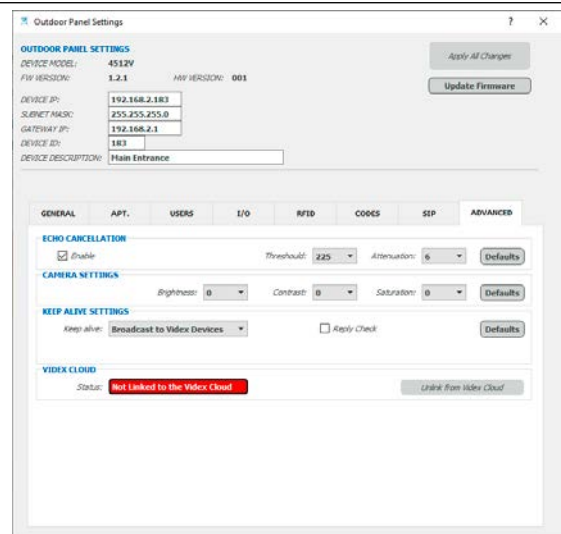 Outdoor Panel Settings ? ×
OUTDOOR PANEL SETTINGS
DEVICE MODEL: 4512V Apply All Changes
FW VERSION: 1.2.1 HW VERSION: 001
Update Firmware
DEVICE IP: 192.168.2.183
SUBNET MASK: 255.255.255.0
GATEWAY IP: 192.168.2.1
DEVICE ID: 183
DEVICE DESCRIPTION: Main Entrance
GENERAL APT. USERS I/O RFID CODES SIP ADVANCED
ECHO CANCELLATION
Enable Threshould: 225 Attenuation: 6 Defaults
CAMERA SETTINGS
Brightness: 0 Contrast: 0 Saturation: 0 Defaults
KEEP ALIVE SETTINGS
Keep alive: Broadcast to Videx Devices Reply Check Defaults
VIDEX CLOUD
Status: Not Linked to the Videx Cloud Unlink from Videx Cloud